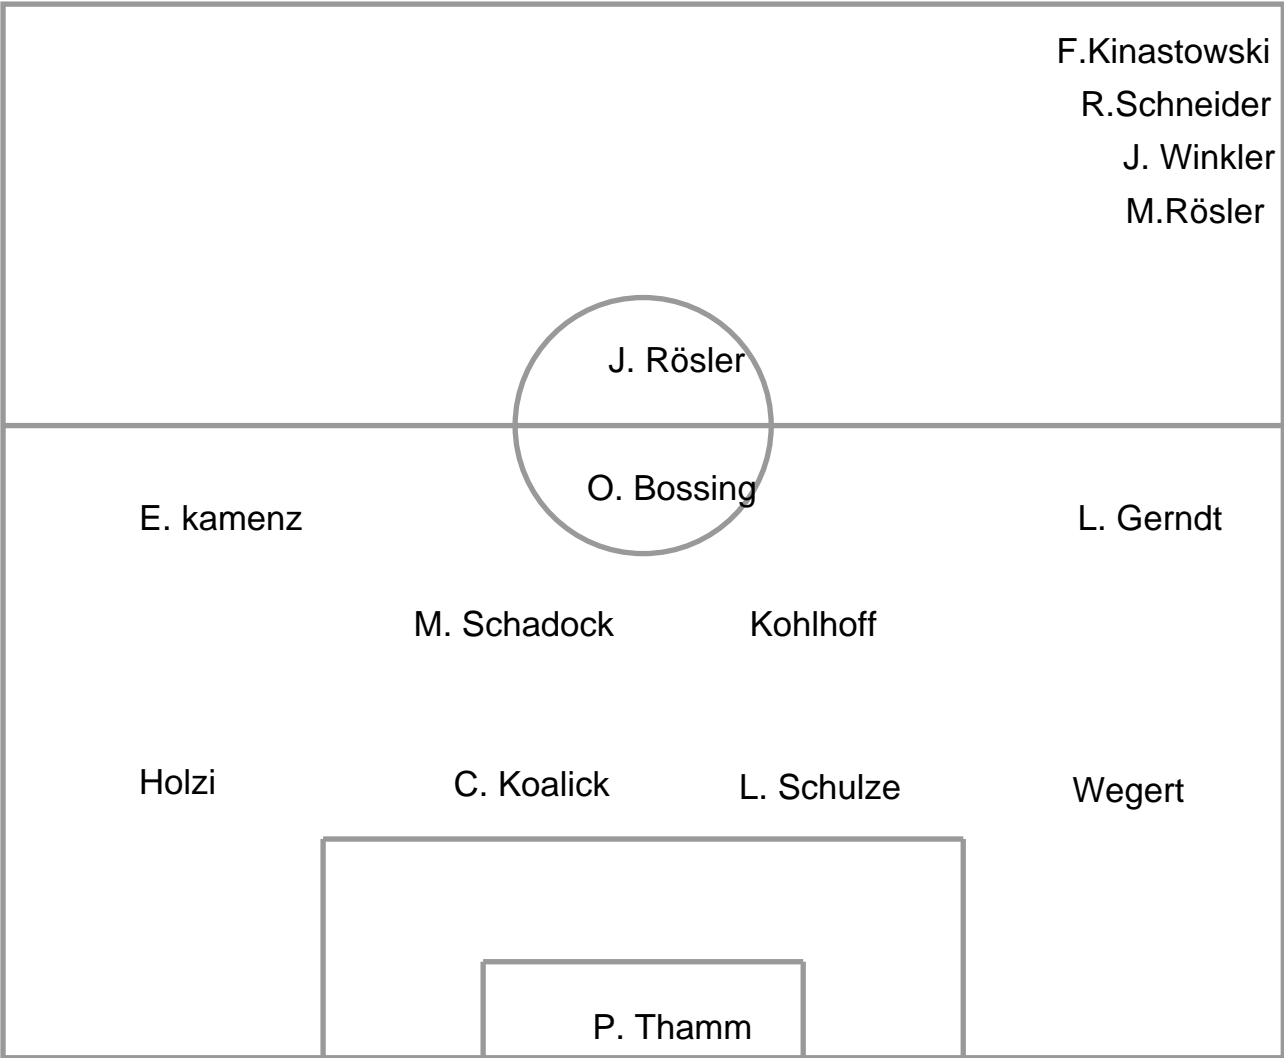 F.Kinastowski
R.Schneider
J. Winkler
M.Rösler
J. Rösler
O. Bossing
E. kamenz
L. Gerndt
M. Schadock
Kohlhoff
Holzi
C. Koalick
L. Schulze
Wegert
P. Thamm